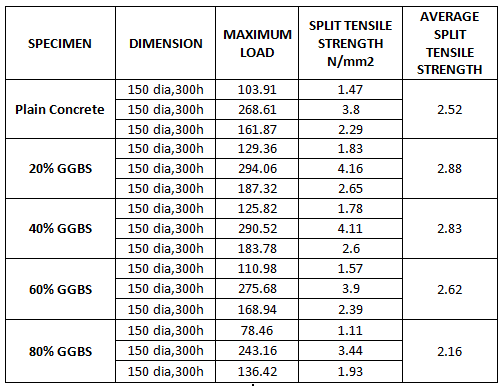 SPECIMEN DIMENSION MAXIMUM LOAD SPLIT TENSILE STRENGTH N/mm2 AVERAGE SPLIT TENSILE STRENGTH
Plain Concrete 150 dia,300h 103.91 1.47 2.52
150 dia,300h 268.61 3.8
150 dia,300h 161.87 2.29
20% GGBS 150 dia,300h 129.36 1.83 2.88
150 dia,300h 294.06 4.16
150 dia,300h 187.32 2.65
40% GGBS 150 dia,300h 125.82 1.78 2.83
150 dia,300h 290.52 4.11
150 dia,300h 183.78 2.6
60% GGBS 150 dia,300h 110.98 1.57 2.62
150 dia,300h 275.68 3.9
150 dia,300h 168.94 2.39
80% GGBS 150 dia,300h 78.46 1.11 2.16
150 dia,300h 243.16 3.44
150 dia,300h 136.42 1.93